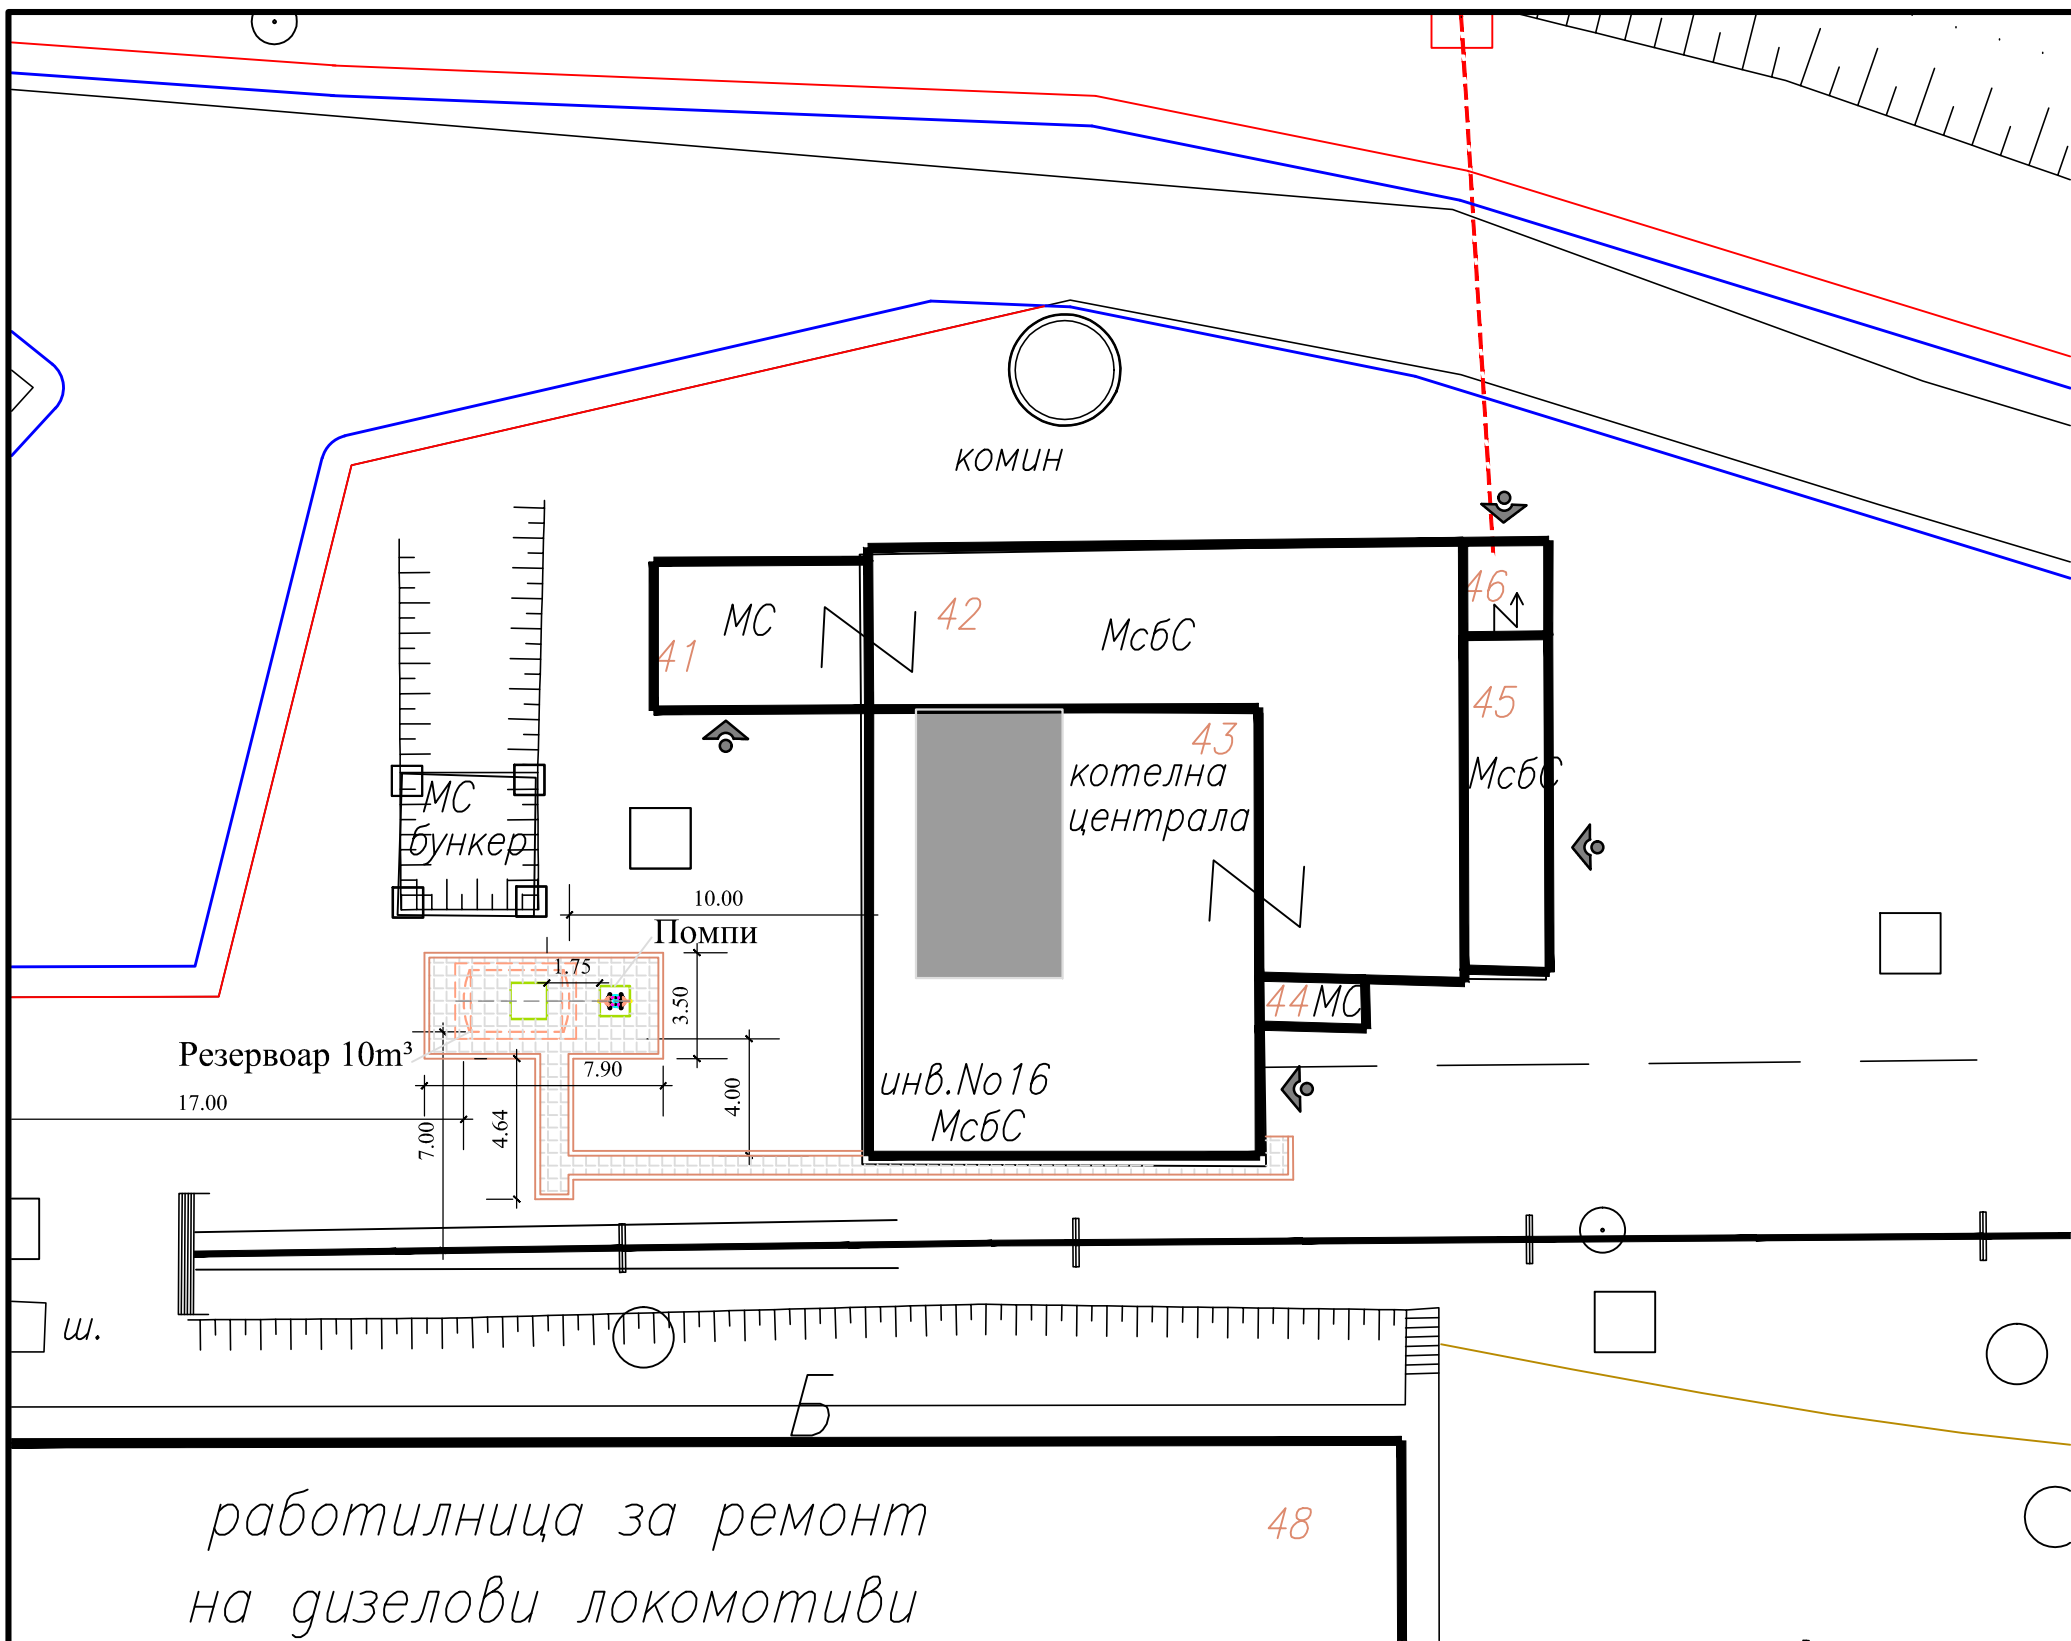 комин
46
МС
42
МсбС
41
45
43
МсбС
котелна
централа
МС
бункер
10.00
Помпи
1.75
3.50
44 МС
Резервоар 10m³
7.90
инв.No16
МсбС
17.00
7.00
4.64
4.00
ш.
Б
работилница за ремонт
48
на дизелови локомотиви